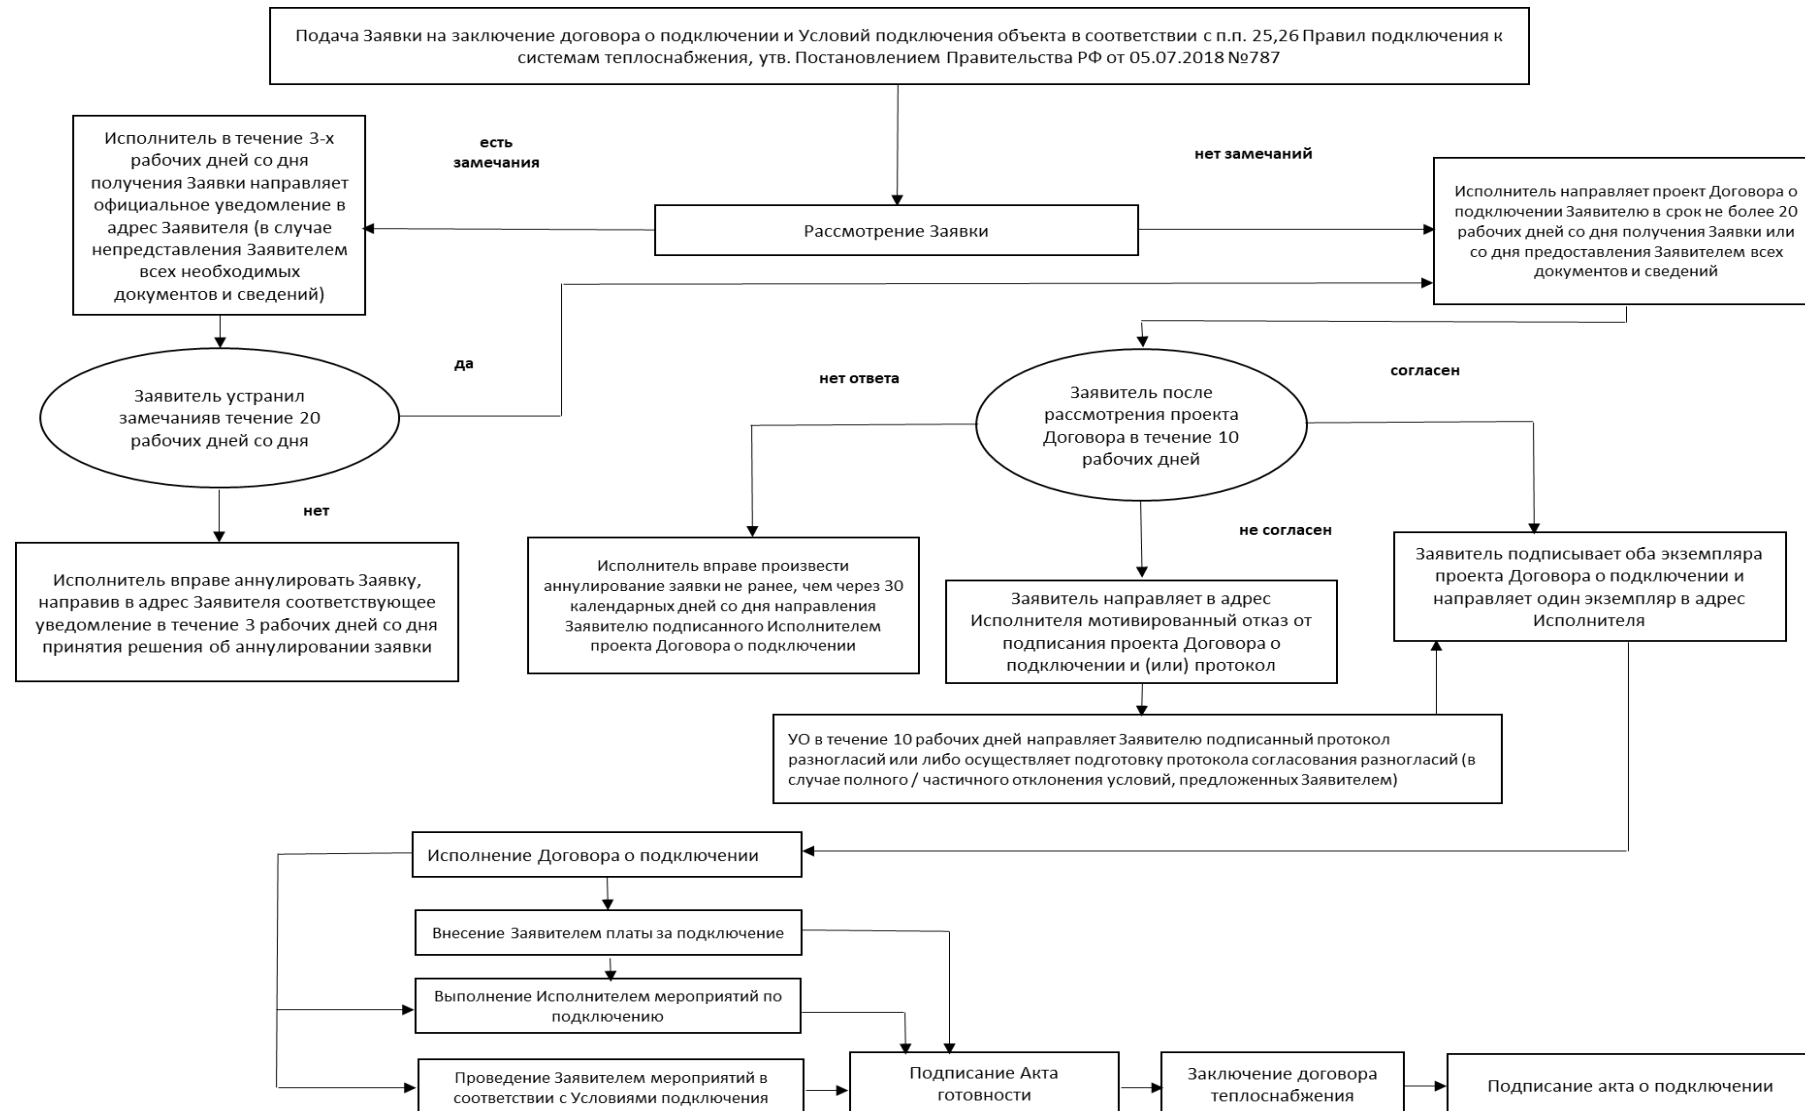 Подача Заявки на заключение договора о подключении и Условий подключения объекта в соответствии с п.п. 25,26 Правил подключения к
системам теплоснабжения, утв. Постановлением Правительства РФ от 05.07.2018 №787
Исполнитель в течение 3-х
рабочих дней со дня
получения Заявки направляет
официальное уведомление в
адрес Заявителя (в случае
непредставления Заявителем
всех необходимых
документов и сведений)
есть
замечания
Рассмотрение Заявки
нет замечаний
Исполнитель направляет проект Договора о
подключении Заявителю в срок не более 20
рабочих дней со дня получения Заявки или
со дня предоставления Заявителем всех
документов и сведений
Заявитель устранил
замечанияв течение 20
рабочих дней со дня
да
нет ответа
Заявитель после
рассмотрения проекта
Договора в течение 10
рабочих дней
согласен
нет
не согласен
Исполнитель вправе аннулировать Заявку,
направив в адрес Заявителя соответствующее
уведомление в течение 3 рабочих дней со дня
принятия решения об аннулировании заявки
Исполнитель вправе произвести
аннулирование заявки не ранее, чем через 30
календарных дней со дня направления
Заявителю подписанного Исполнителем
проекта Договора о подключении
Заявитель направляет в адрес
Исполнителя мотивированный отказ от
подписания проекта Договора о
подключении и (или) протокол
Заявитель подписывает оба экземпляра
проекта Договора о подключении и
направляет один экземпляр в адрес
Исполнителя
УО в течение 10 рабочих дней направляет Заявителю подписанный протокол
разногласий или либо осуществляет подготовку протокола согласования разногласий (в
случае полного / частичного отклонения условий, предложенных Заявителем)
Исполнение Договора о подключении
Внесение Заявителем платы за подключение
Выполнение Исполнителем мероприятий по
подключению
Проведение Заявителем мероприятий в
соответствии с Условиями подключения
Подписание Акта
готовности
Заключение договора
теплоснабжения
Подписание акта о подключении